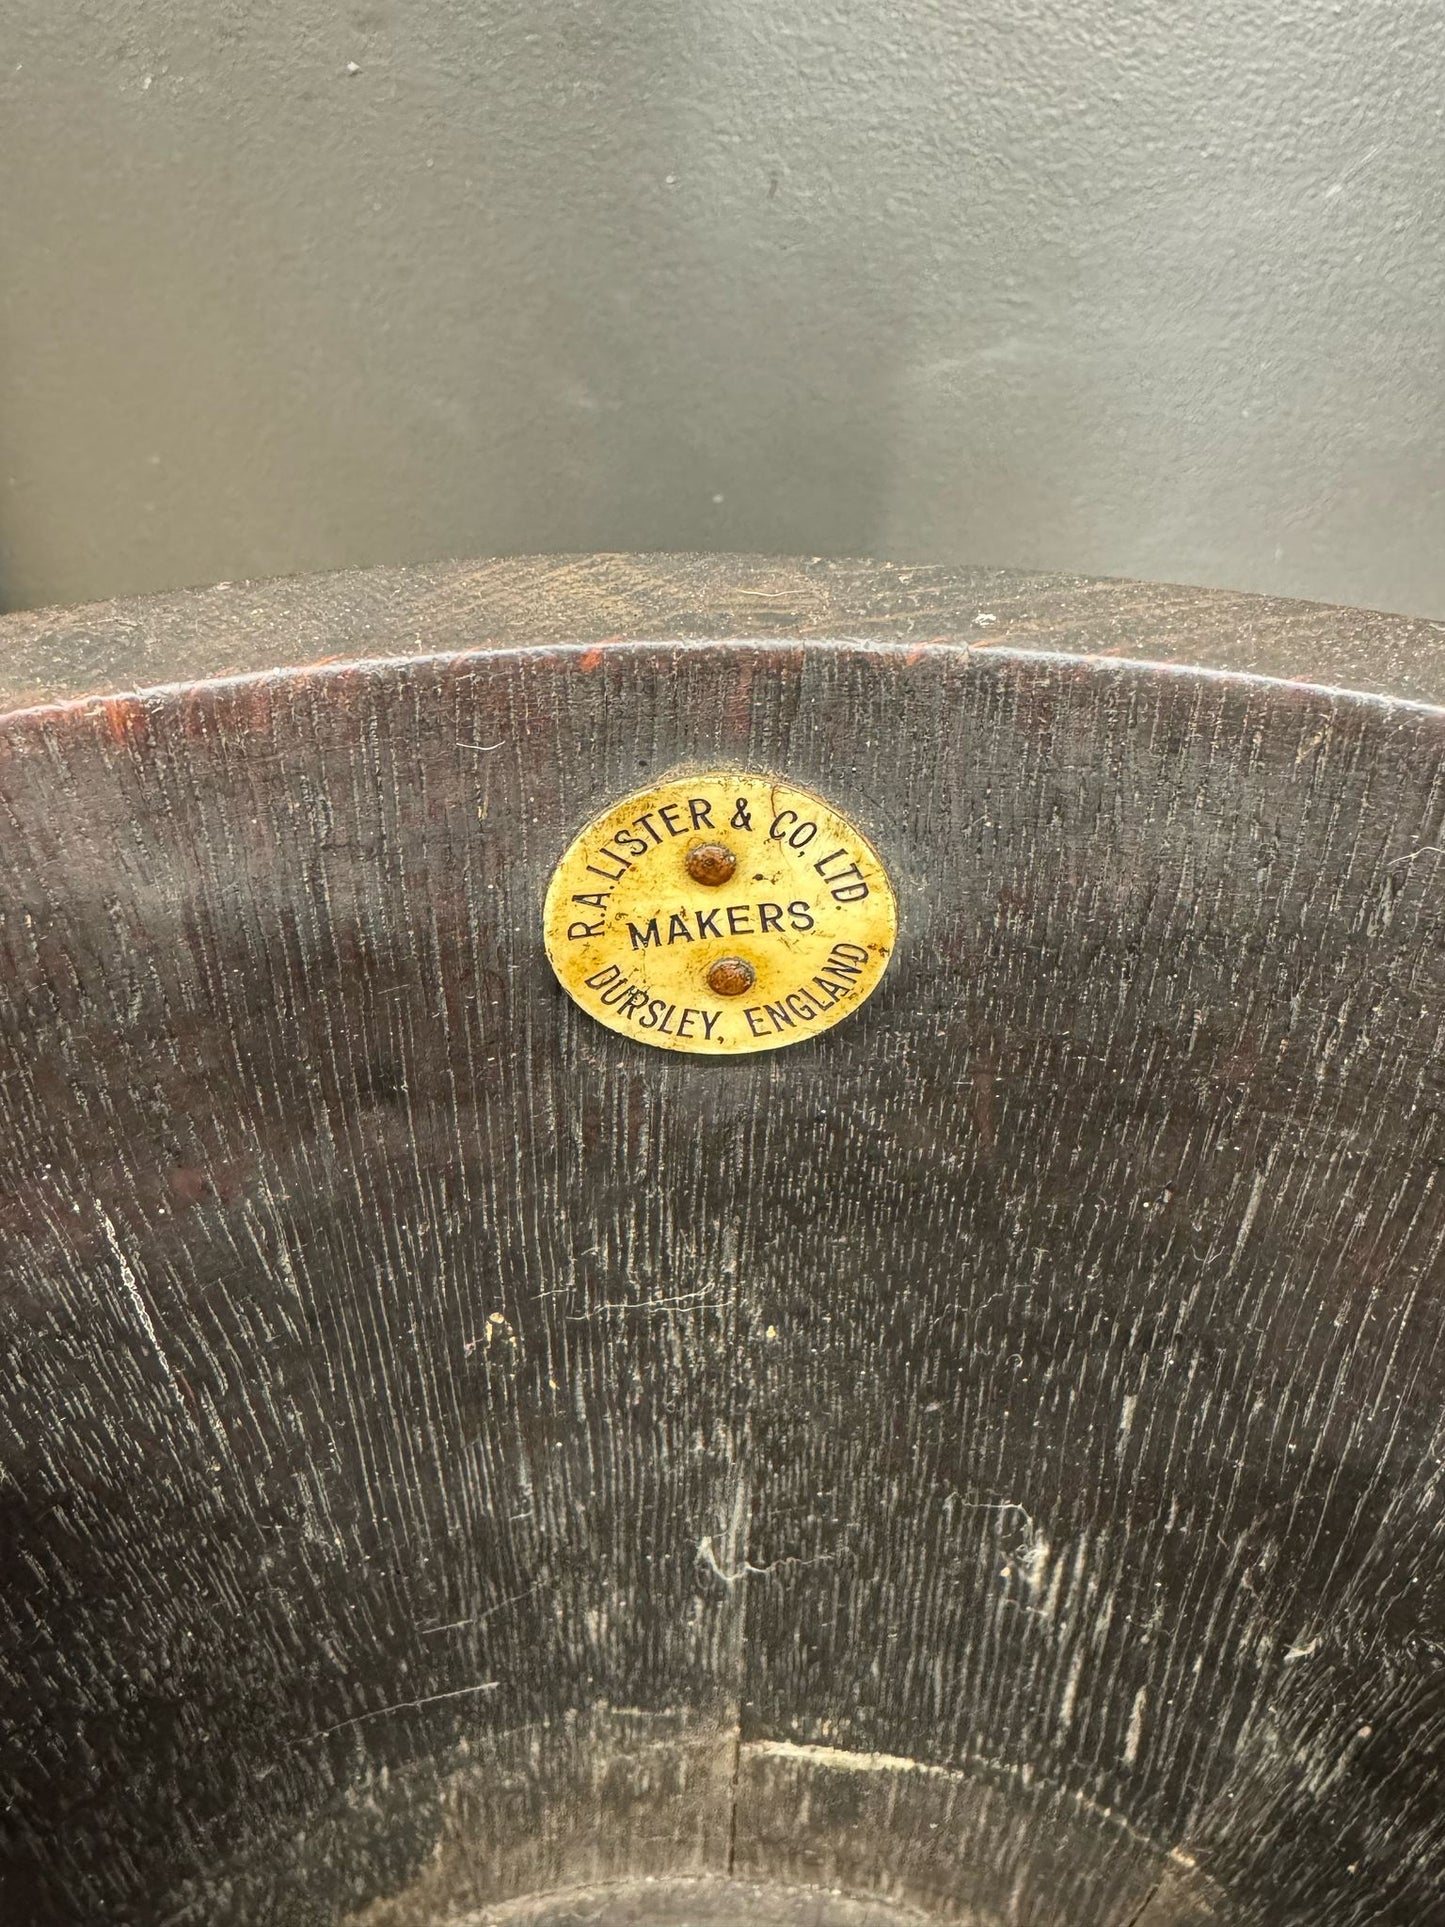 R.A. LISTER & CO, LTD.
MAKERS
DURSLEY, ENGLAND